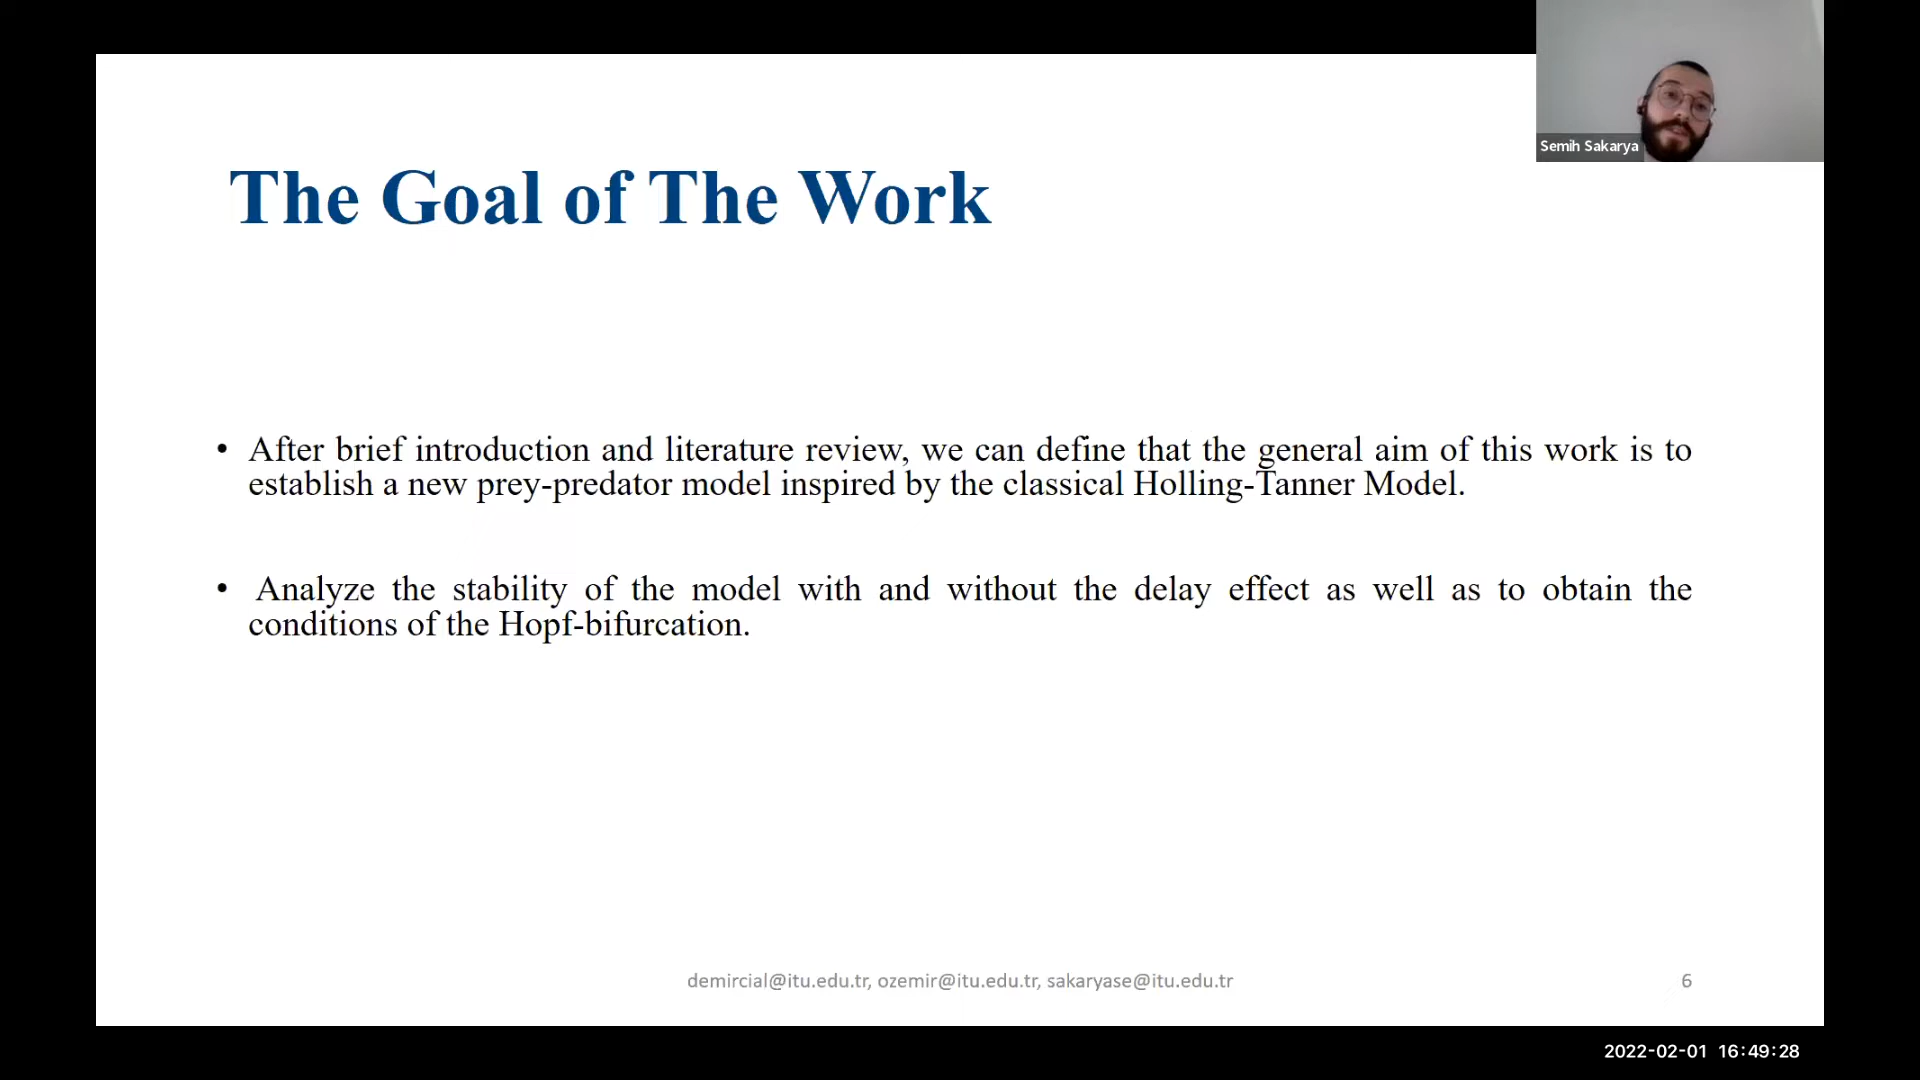 Semih Sakarya
The Goal of The Work
• After brief introduction and literature review, we can define that the general aim of this work is to
establish a new prey-predator model inspired by the classical Holling-Tanner Model.
• Analyze the stability of the model with and without the delay effect as well as to obtain the
conditions of the Hopf-bifurcation.
demircial@itu.edu.tr, ozemir@itu.edu.tr, sakaryase@itu.edu.tr
6
2022-02-01 16:49:28